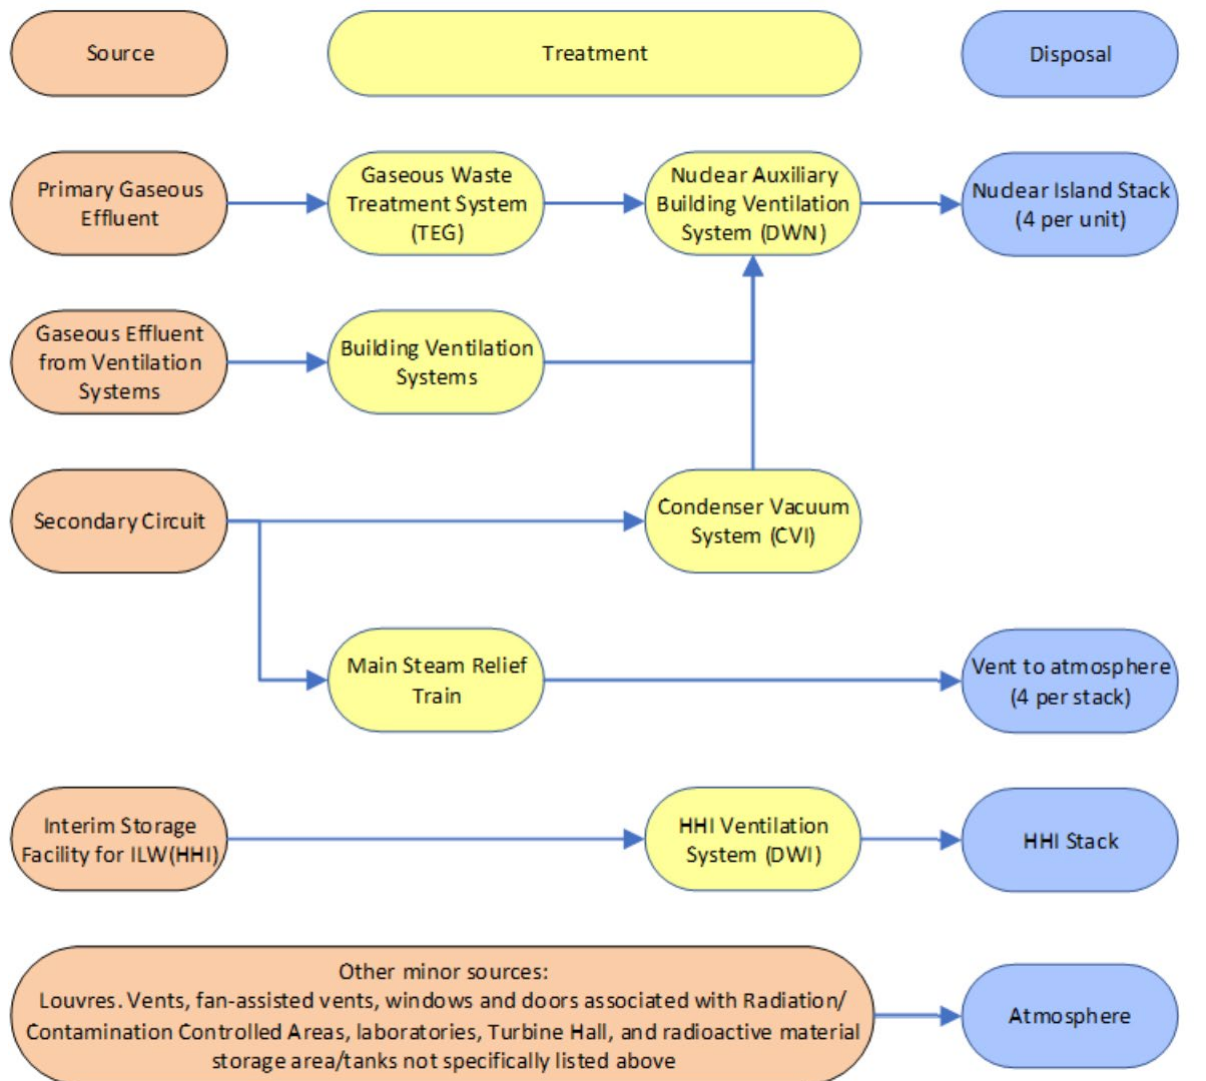 Source
Treatment
Disposal
Primary Gaseous
Effluent
Gaseous Waste
Treatment System
(TEG)
Nuclear Auxiliary
Building Ventilation
System (DWN)
Nuclear Island Stack
(4 per unit)
Gaseous Effluent
from Ventilation
Systems
Building Ventilation
Systems
Secondary Circuit
Condenser Vacuum
System (CVI)
Main Steam Relief
Train
Vent to atmosphere
(4 per stack)
Interim Storage
Facility for ILW(HHI)
HHI Ventilation
System (DWI)
HHI Stack
Other minor sources:
Louvres. Vents, fan-assisted vents, windows and doors associated with Radiation/
Contamination Controlled Areas, laboratories, Turbine Hall, and radioactive material
storage area/tanks not specifically listed above
Atmosphere